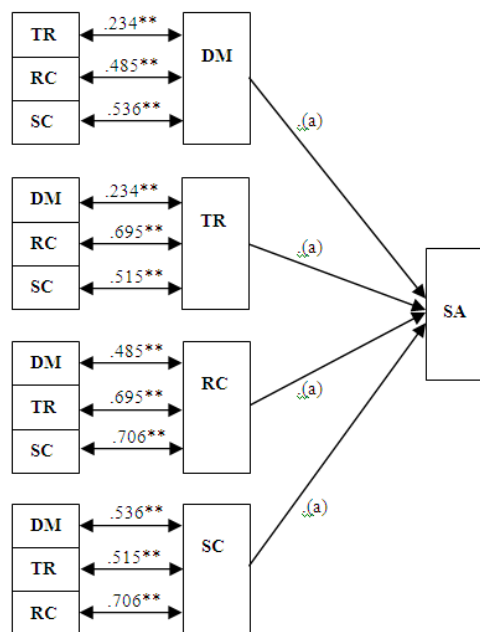 TR .234** DM
RC .485**
SC .536**
.(a)
DM .234** TR
RC .695**
SC .515**
.(a)
SA
DM .485** RC
TR .695**
SC .706**
.(a)
DM .536** SC
TR .515**
RC .706**
.(a)